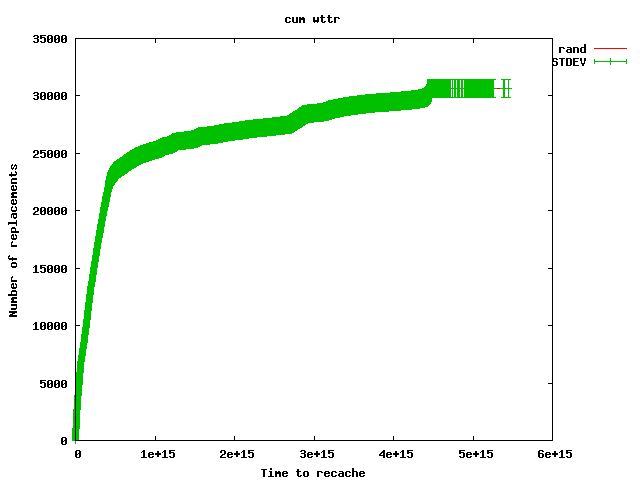 cum wttr
35000
rand
STDEV
30000
25000
20000
15000
10000
5000
0
Number of replacements
0 1e+15 2e+15 3e+15 4e+15 5e+15 6e+15
Time to recache